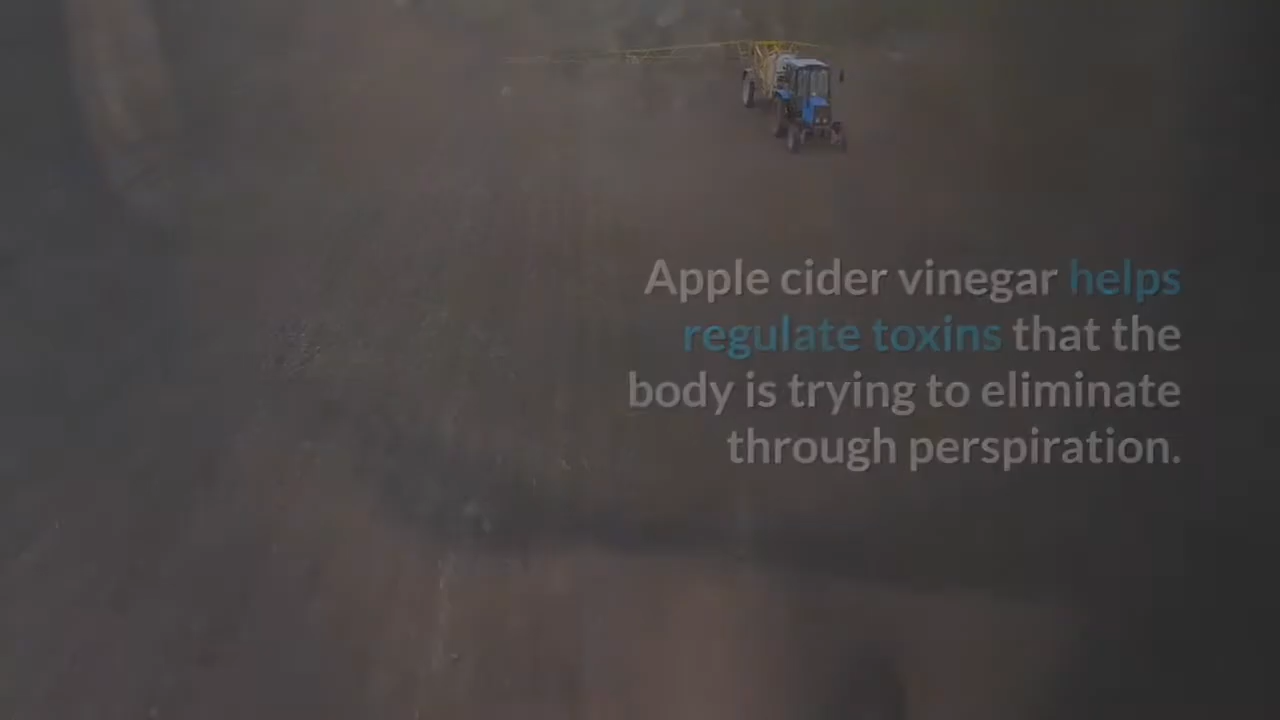 Apple cider vinegar helps
regulate toxins that the
body is trying to eliminate
through perspiration.